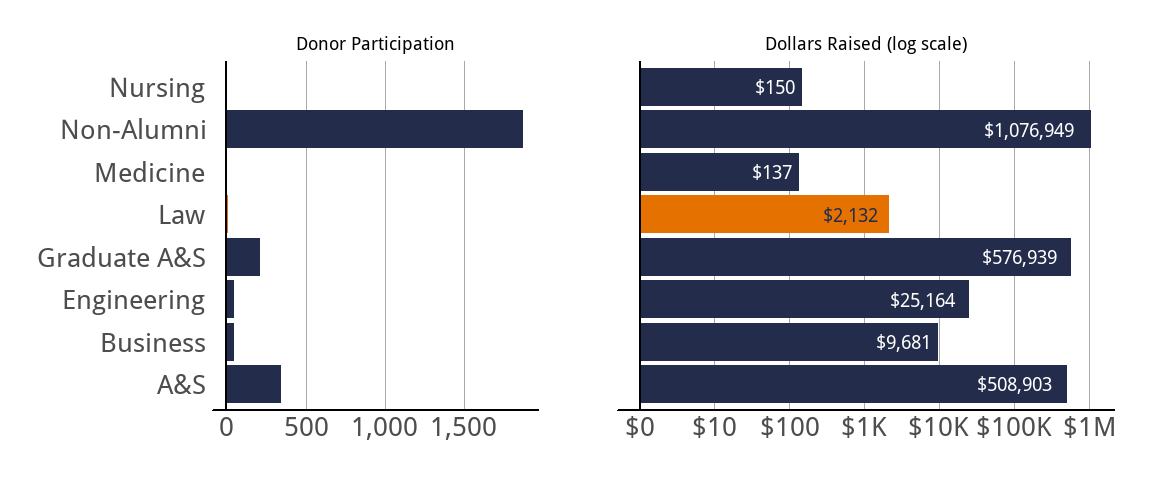 Donor Participation
Dollars Raised (log scale)
Nursing
$150
Non-Alumni
$1,076,949
Medicine
$137
Law
$2,132
Graduate A&S
$576,939
Engineering
$25,164
Business
$9,681
A&S
$508,903
0 500 1,000 1,500
$0 $10 $100 $1K $10K $100K $1M